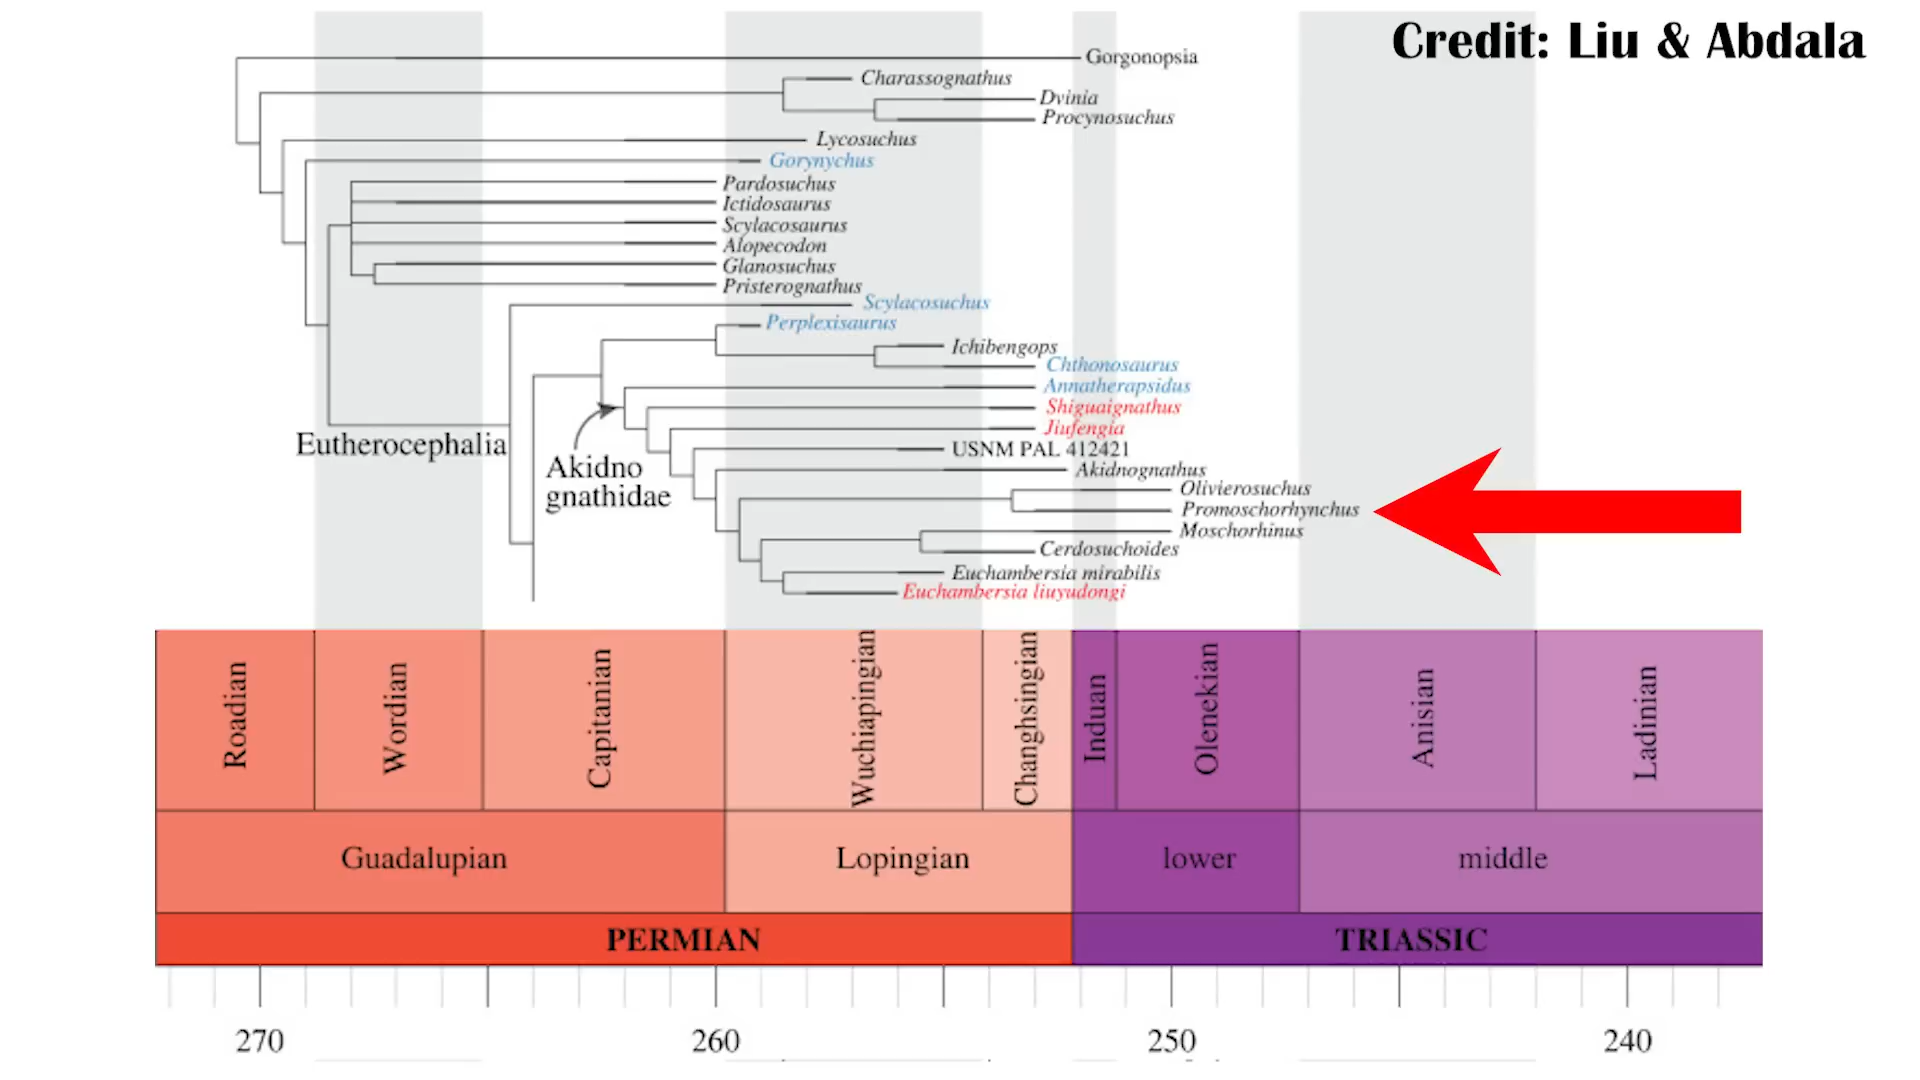 Credit: Liu & Abdala
Gorgonopsia
Charassognathus
Dvinia
Procynosuchus
Lycosuchus
Gorynychus
Pardosuchus
Ictidosaurus
Scylacosaurus
Alopecodon
Glanosuchus
Pristerognathus
Scylacosuchus
Perplexisaurus
Ichibengops
Chthonosaurus
Annatherapsidus
Shiguaignathus
Jiufengia
Eutherocephalia
USNM PAL 412421
Akidno
gnathidae
Akidnognathus
Olivierosuchus
Promoschorhynchus
Moschorhinus
Cerdosuchoides
Euchambersia mirabilis
Euchambersia liuyudongi
Roadian
Wordian
Capitanian
Wuchiapingian
Changhsingian
Induan
Olenekian
Anisian
Ladinian
Guadalupian
Lopingian
lower
middle
PERMIAN
TRIASSIC
270
260
250
240